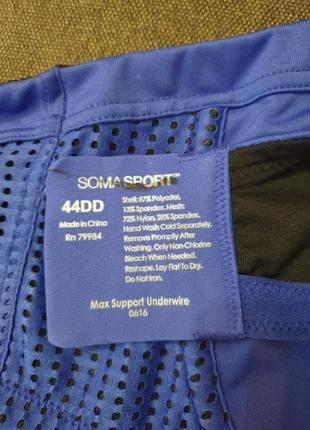 SOMASPORT™
44DD
Made in China
Rn 79984
Shell: 87% Polyester,
13% Spandex. Mesh:
72% Nylon, 28% Spandex.
Hand Wash Cold Separately.
Remove Promptly After
Washing. Only Non-Chlorine
Bleach When Needed.
Reshape. Lay Flat To Dry.
Do Not Iron.
Max Support Underwire
0616